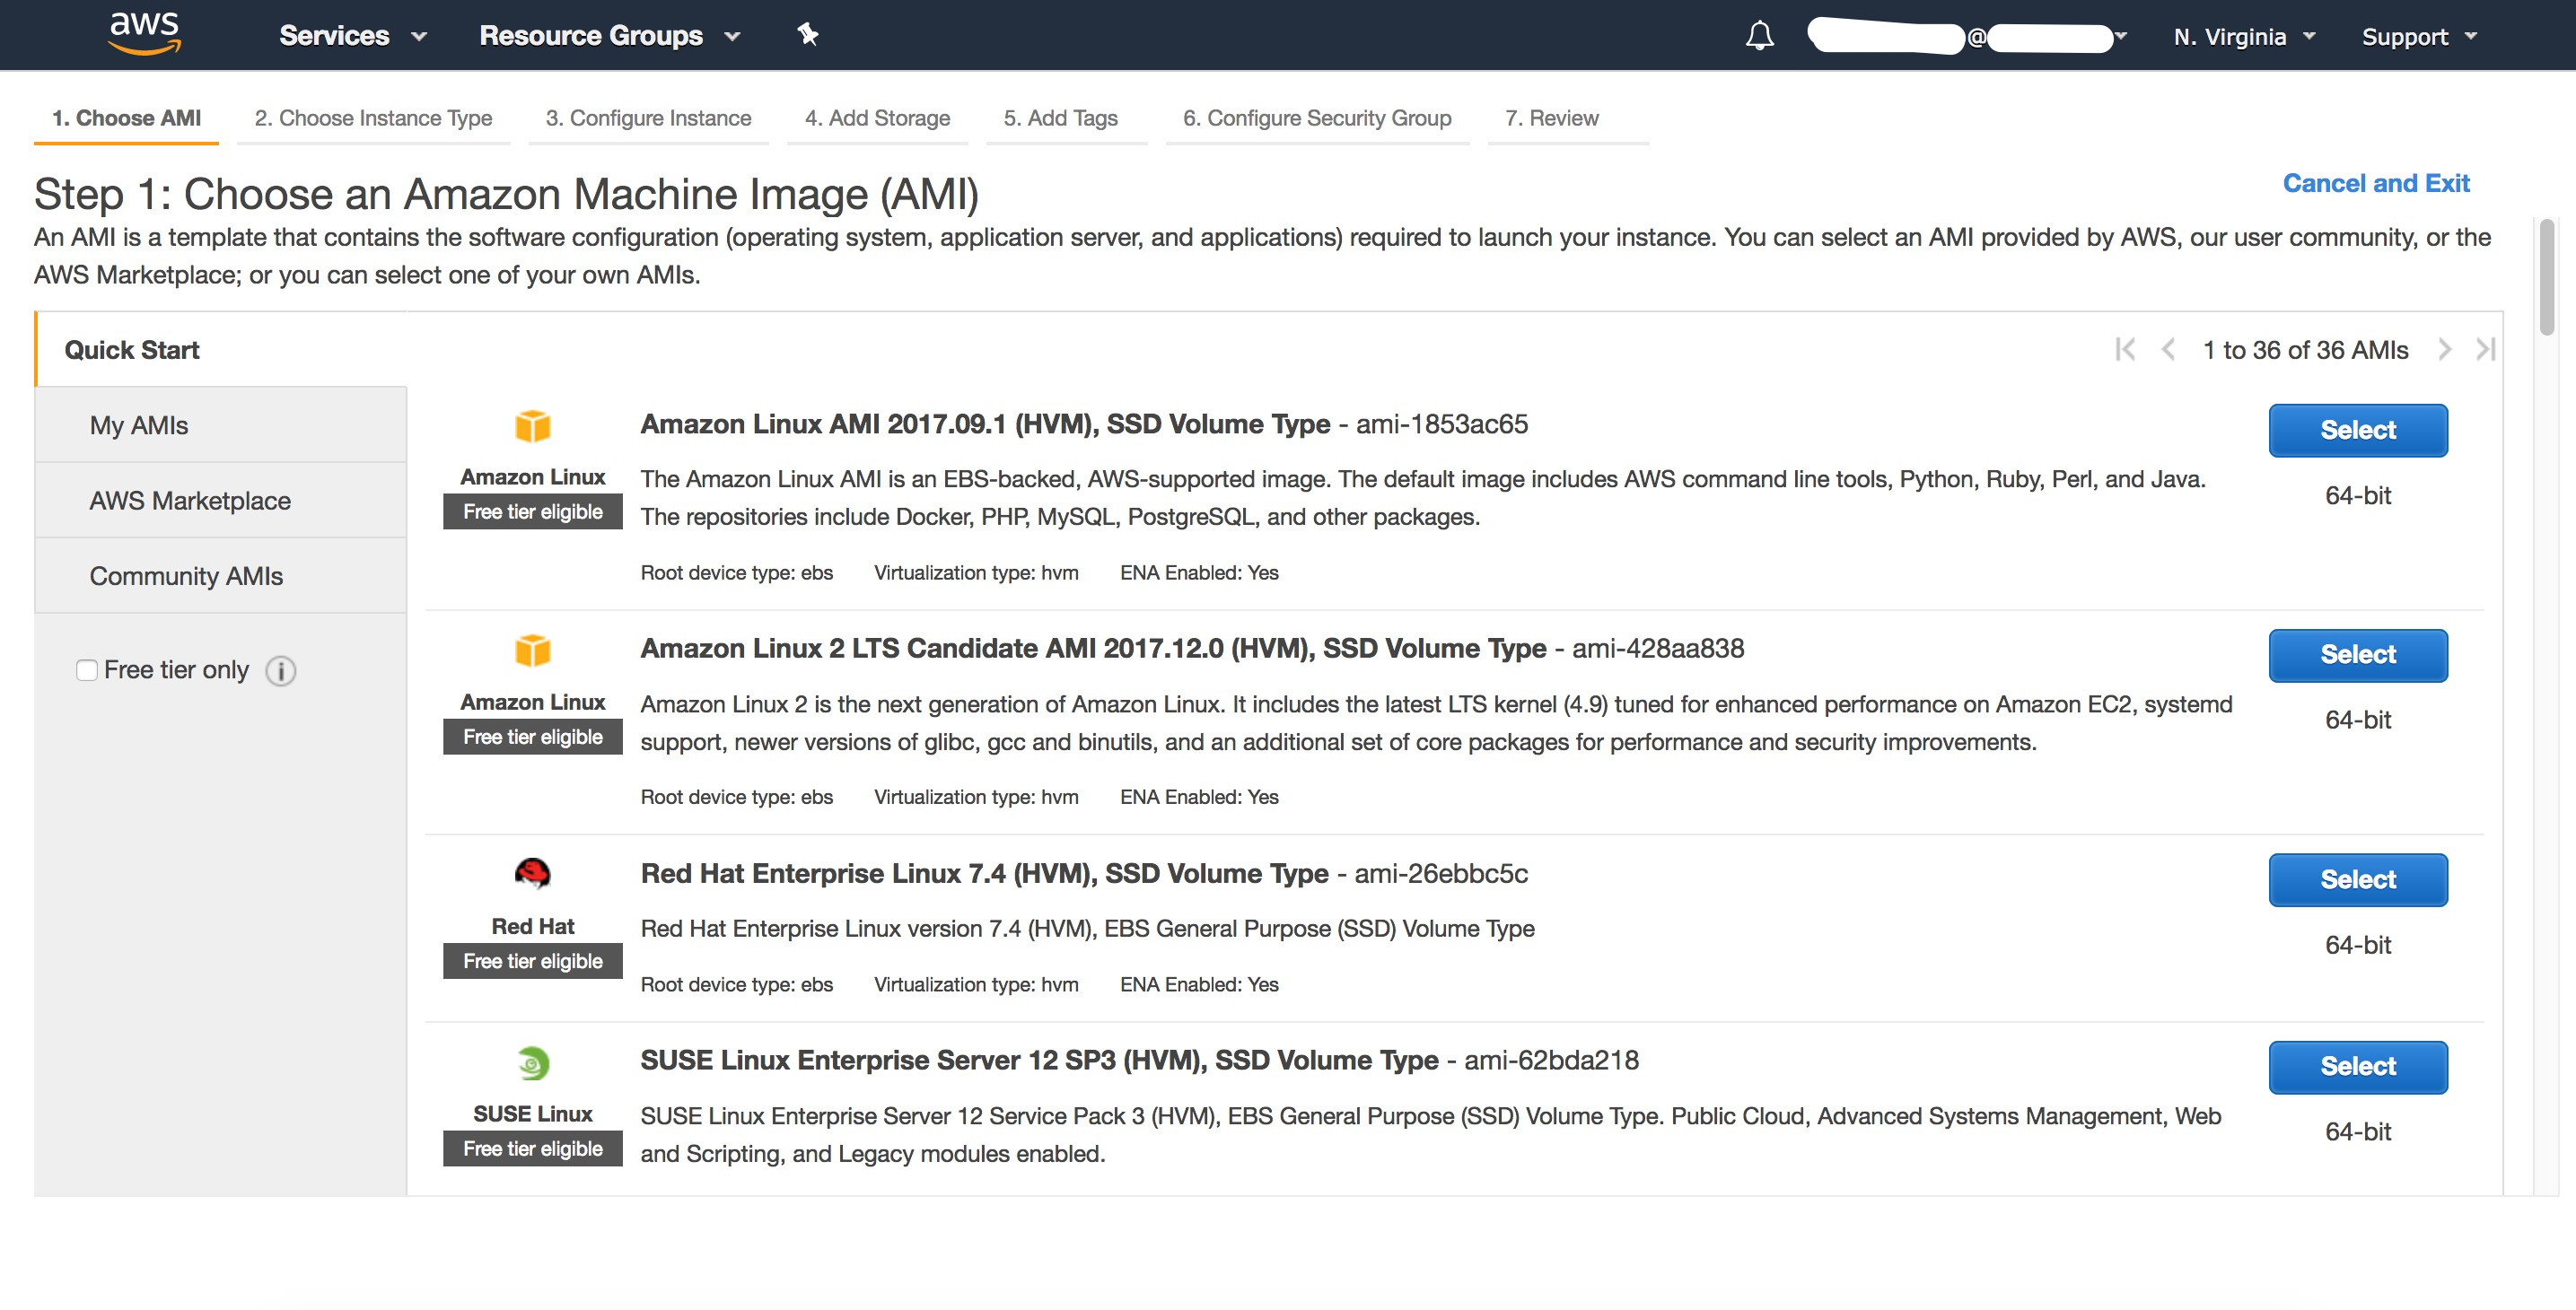 aws Services Resource Groups @ N. Virginia Support
1. Choose AMI 2. Choose Instance Type 3. Configure Instance 4. Add Storage 5. Add Tags 6. Configure Security Group 7. Review
Step 1: Choose an Amazon Machine Image (AMI)
Cancel and Exit
An AMI is a template that contains the software configuration (operating system, application server, and applications) required to launch your instance. You can select an AMI provided by AWS, our user community, or the
AWS Marketplace; or you can select one of your own AMIs.
Quick Start
My AMIs
AWS Marketplace
Community AMIs
Free tier only i
1 to 36 of 36 AMIs
Amazon Linux
Free tier eligible
Amazon Linux AMI 2017.09.1 (HVM), SSD Volume Type - ami-1853ac65
The Amazon Linux AMI is an EBS-backed, AWS-supported image. The default image includes AWS command line tools, Python, Ruby, Perl, and Java.
The repositories include Docker, PHP, MySQL, PostgreSQL, and other packages.
Root device type: ebs Virtualization type: hvm ENA Enabled: Yes
Select
64-bit
Amazon Linux
Free tier eligible
Amazon Linux 2 LTS Candidate AMI 2017.12.0 (HVM), SSD Volume Type - ami-428aa838
Amazon Linux 2 is the next generation of Amazon Linux. It includes the latest LTS kernel (4.9) tuned for enhanced performance on Amazon EC2, systemd
support, newer versions of glibc, gcc and binutils, and an additional set of core packages for performance and security improvements.
Root device type: ebs Virtualization type: hvm ENA Enabled: Yes
Select
64-bit
Red Hat
Free tier eligible
Red Hat Enterprise Linux 7.4 (HVM), SSD Volume Type - ami-26ebbc5c
Red Hat Enterprise Linux version 7.4 (HVM), EBS General Purpose (SSD) Volume Type
Root device type: ebs Virtualization type: hvm ENA Enabled: Yes
Select
64-bit
SUSE Linux
Free tier eligible
SUSE Linux Enterprise Server 12 SP3 (HVM), SSD Volume Type - ami-62bda218
SUSE Linux Enterprise Server 12 Service Pack 3 (HVM), EBS General Purpose (SSD) Volume Type. Public Cloud, Advanced Systems Management, Web
and Scripting, and Legacy modules enabled.
Select
64-bit